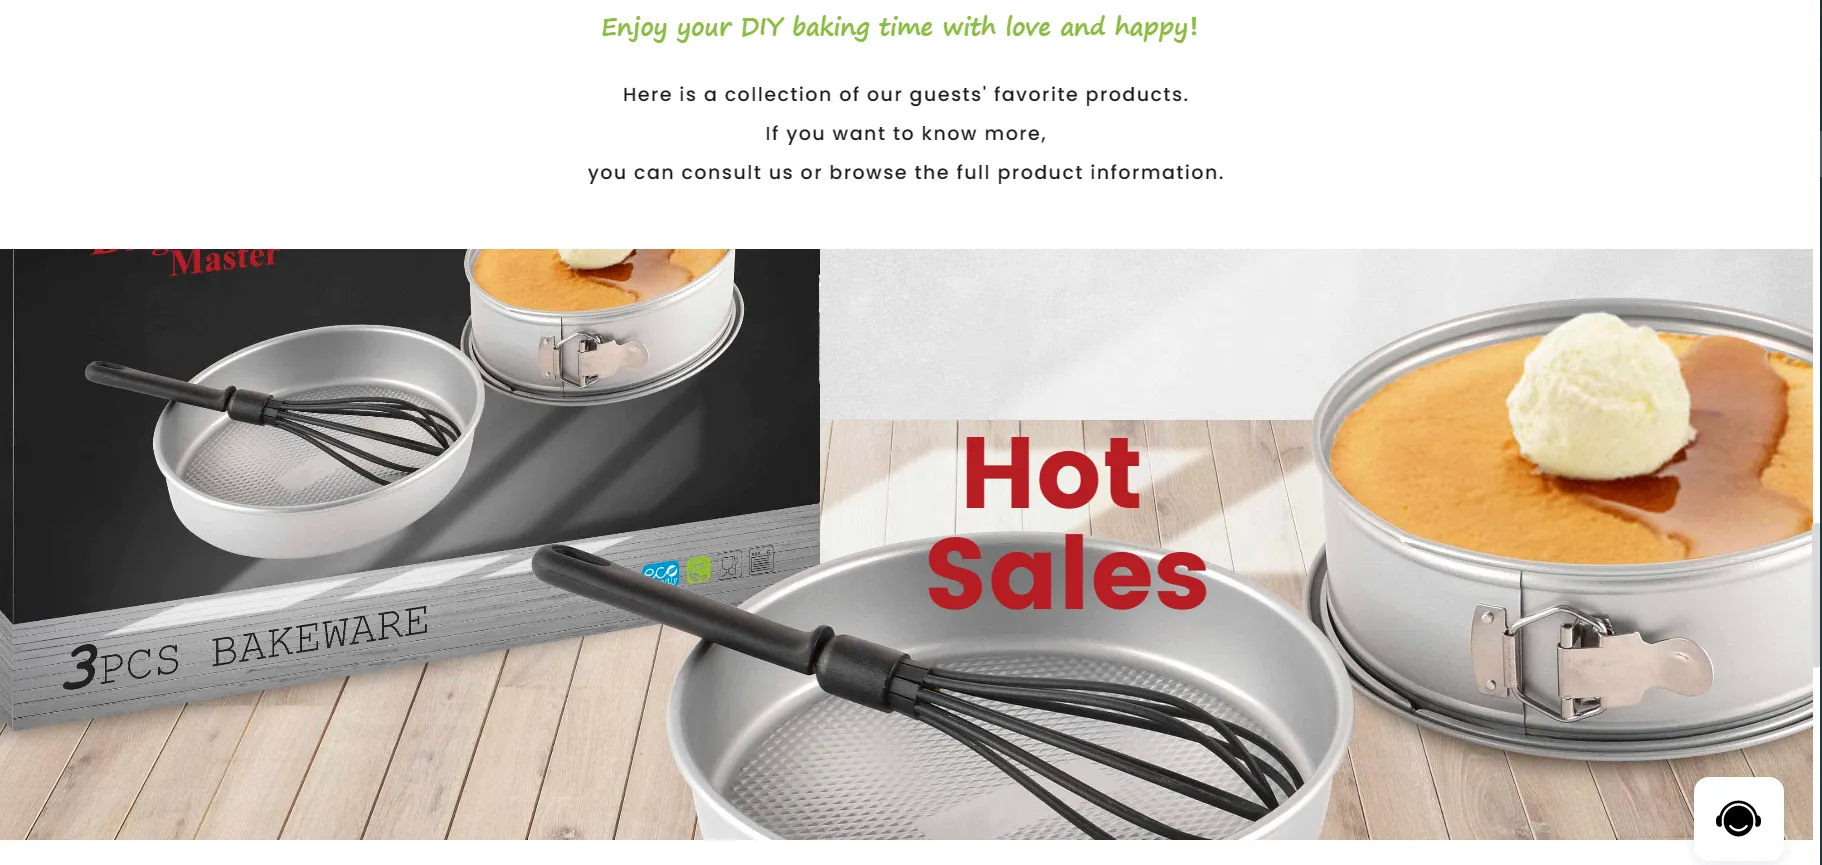 Enjoy your DIY baking time with love and happy!
Here is a collection of our guests' favorite products.
If you want to know more,
you can consult us or browse the full product information.
Master
Hot
Sales
eco
3PCS BAKEWARE